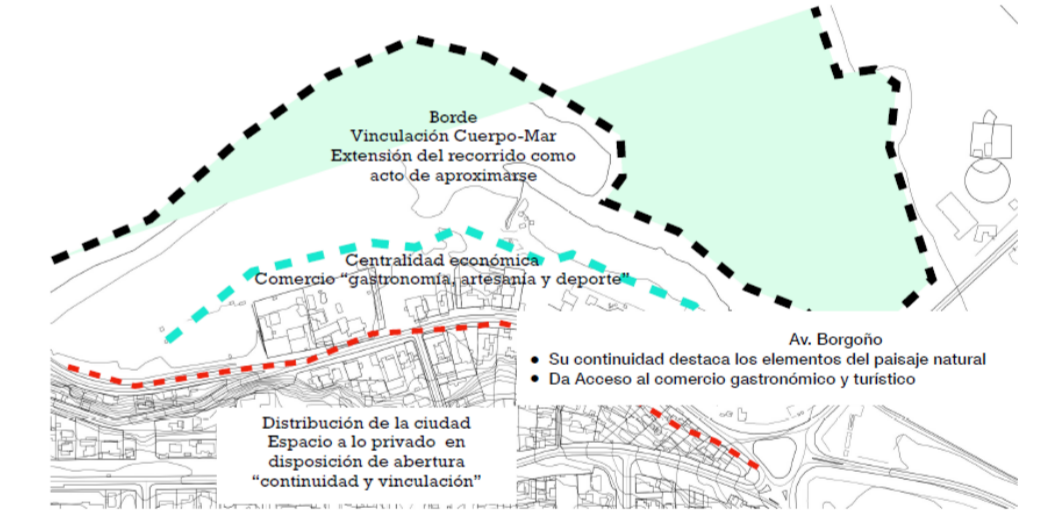 Borde
Vinculación Cuerpo-Mar
Extensión del recorrido como
acto de aproximarse
Centralidad económica
Comercio “gastronomía, artesanía y deporte”
Av. Borgoño
● Su continuidad destaca los elementos del paisaje natural
● Da Acceso al comercio gastronómico y turístico
Distribución de la ciudad
Espacio a lo privado en
disposición de abertura
“continuidad y vinculación”